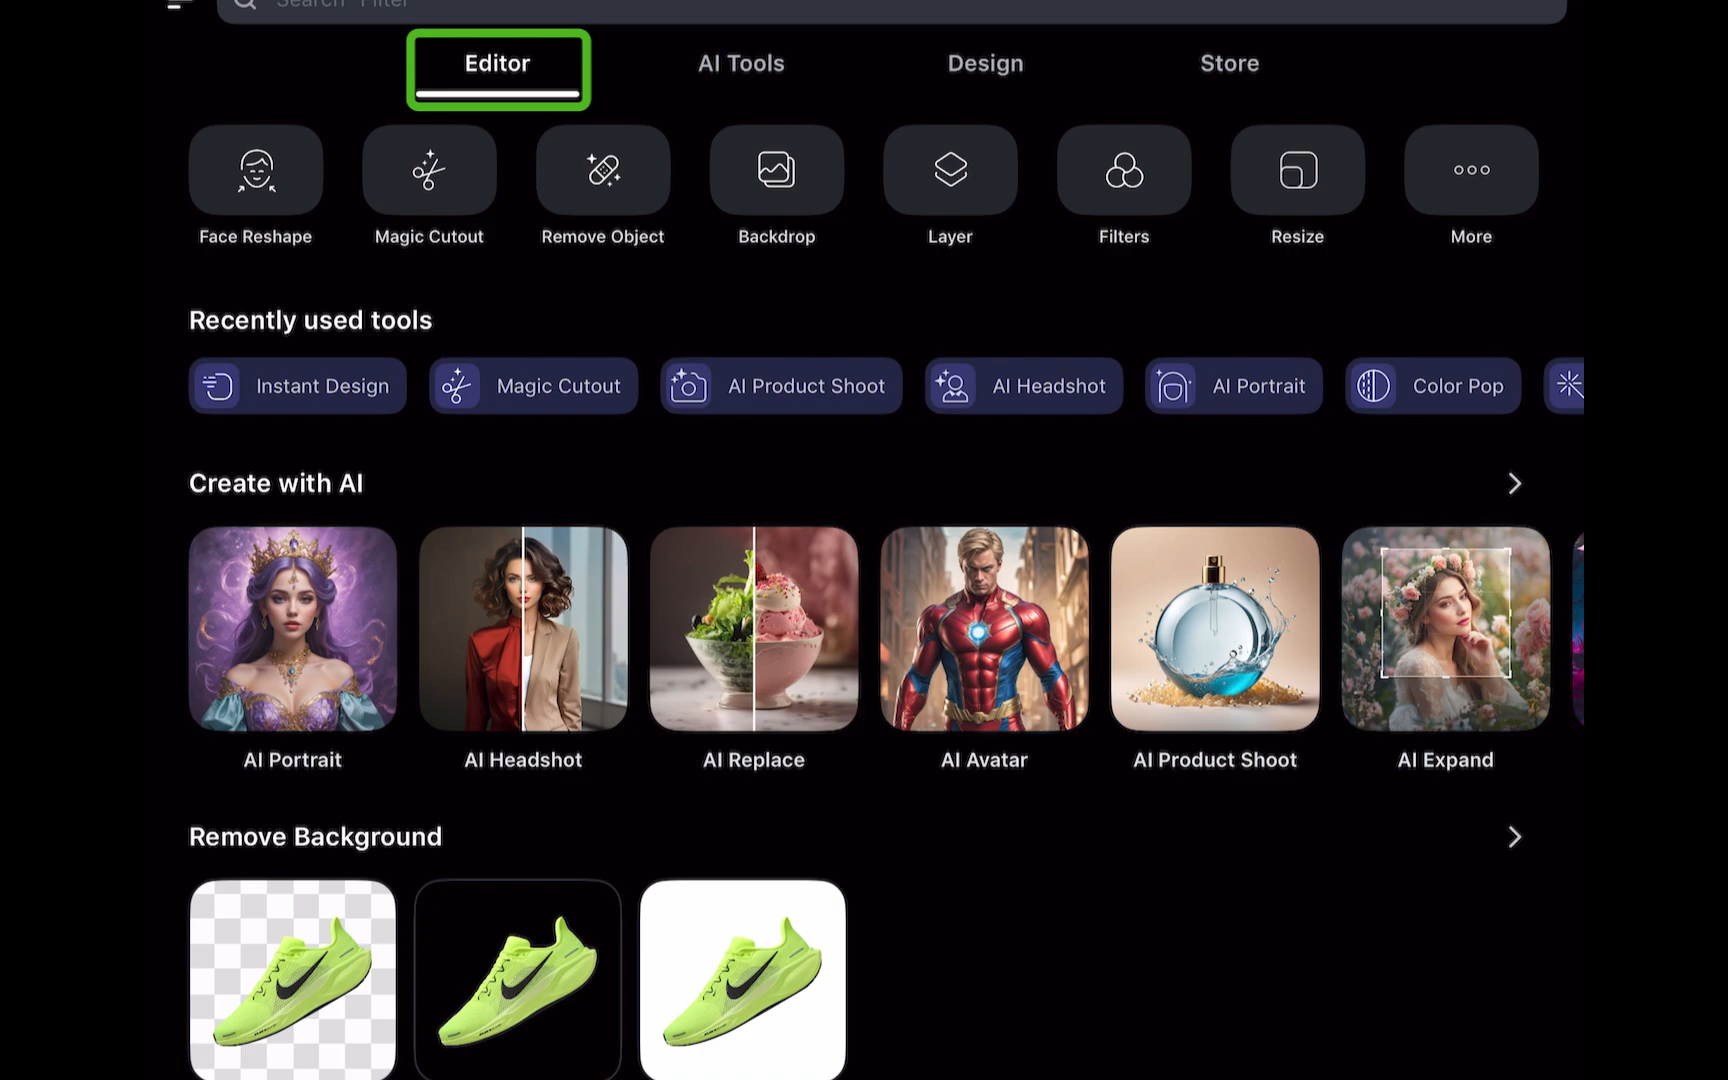 Search "Filter"
Editor
AI Tools
Design
Store
Face Reshape
Magic Cutout
Remove Object
Backdrop
Layer
Filters
Resize
More
Recently used tools
Instant Design
Magic Cutout
AI Product Shoot
AI Headshot
AI Portrait
Color Pop
Create with AI
AI Portrait
AI Headshot
AI Replace
AI Avatar
AI Product Shoot
AI Expand
Remove Background